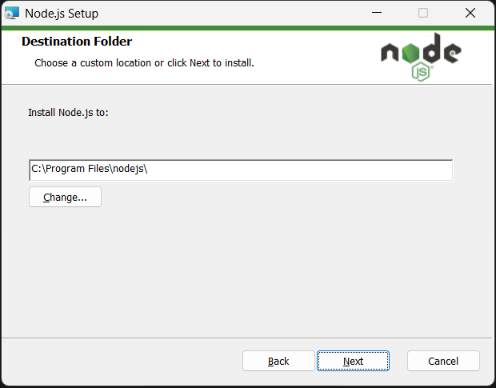 Node.js Setup
Destination Folder
Choose a custom location or click Next to install.
node
JS
Install Node.js to:
C:\Program Files\nodejs\
Change...
Back
Next
Cancel